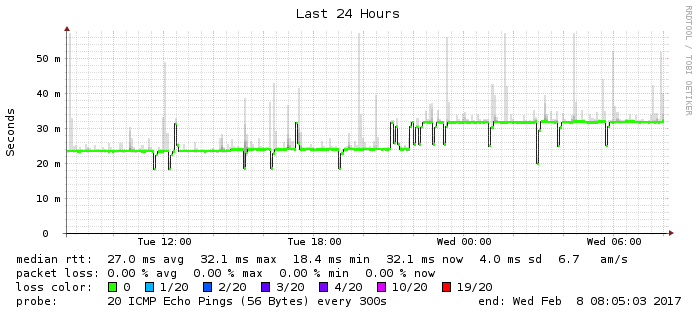 Last 24 Hours
RRDTOOL / TOBI OETIKER
Seconds
50 m
40 m
30 m
20 m
10 m
0
Tue 12:00 Tue 18:00 Wed 00:00 Wed 06:00
median rtt: 27.0 ms avg 32.1 ms max 18.4 ms min 32.1 ms now 4.0 ms sd 6.7 am/s
packet loss: 0.00 % avg 0.00 % max 0.00 % min 0.00 % now
loss color: 0 1/20 2/20 3/20 4/20 10/20 19/20
probe: 20 ICMP Echo Pings (56 Bytes) every 300s end: Wed Feb 8 08:05:03 2017